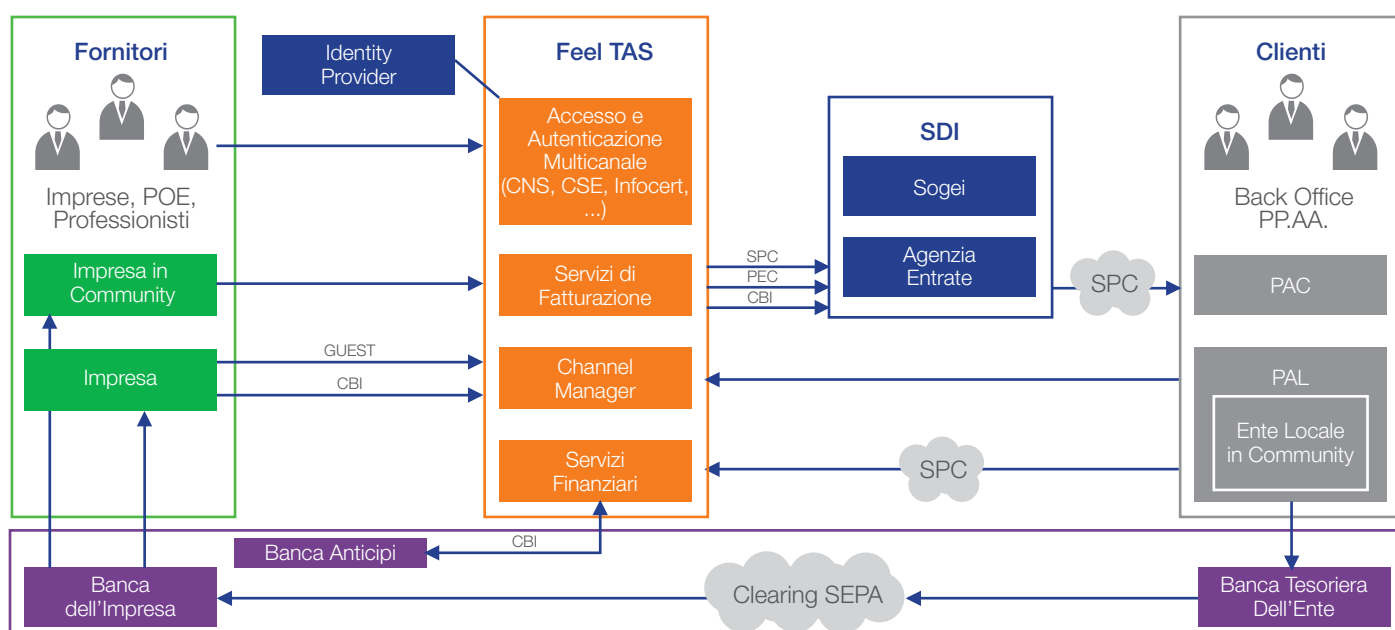 Fornitori
Imprese, POE,
Professionisti
Impresa in
Community
Impresa
Identity
Provider
GUEST
CBI
Feel TAS
Accesso e
Autenticazione
Multicanale
(CNS, CSE, Infocert,
...)
Servizi di
Fatturazione
Channel
Manager
Servizi
Finanziari
SPC
PEC
CBI
SDI
Sogei
Agenzia
Entrate
SPC
SPC
Clienti
Back Office
PP.AA.
PAC
PAL
Ente Locale
in Community
Banca Anticipi
CBI
Banca
dell'Impresa
Clearing SEPA
Banca Tesoriera
Dell'Ente